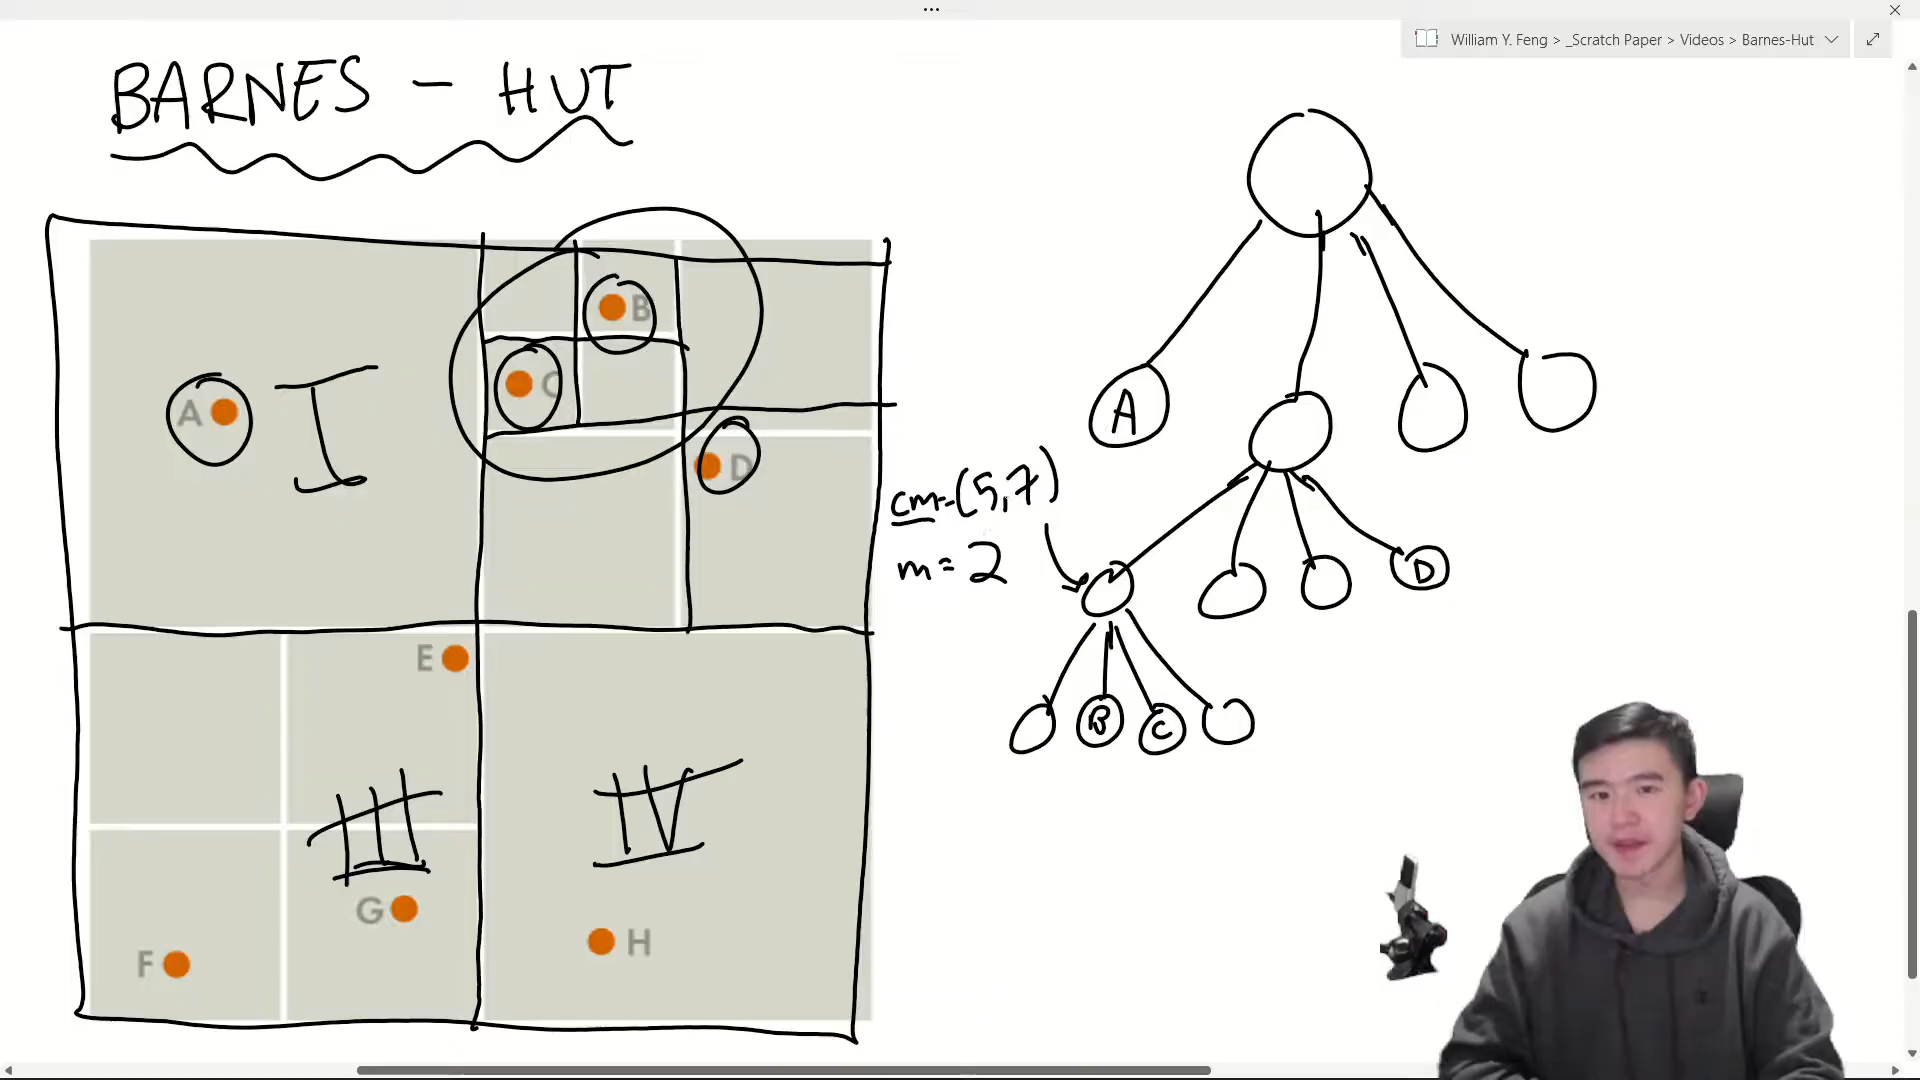 William Y. Feng > _Scratch Paper > Videos > Barnes-Hut
BARNES - HUT
B
C
A
I
D
E
III
IV
G
H
F
A
cm=(5,7)
m=2
D
B
C